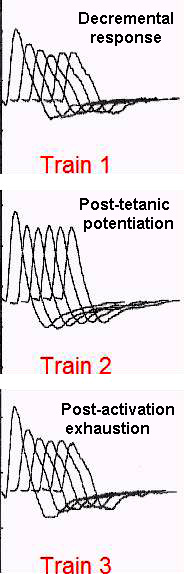 Decremental
response
Train 1
Post-tetanic
potentiation
Train 2
Post-activation
exhaustion
Train 3